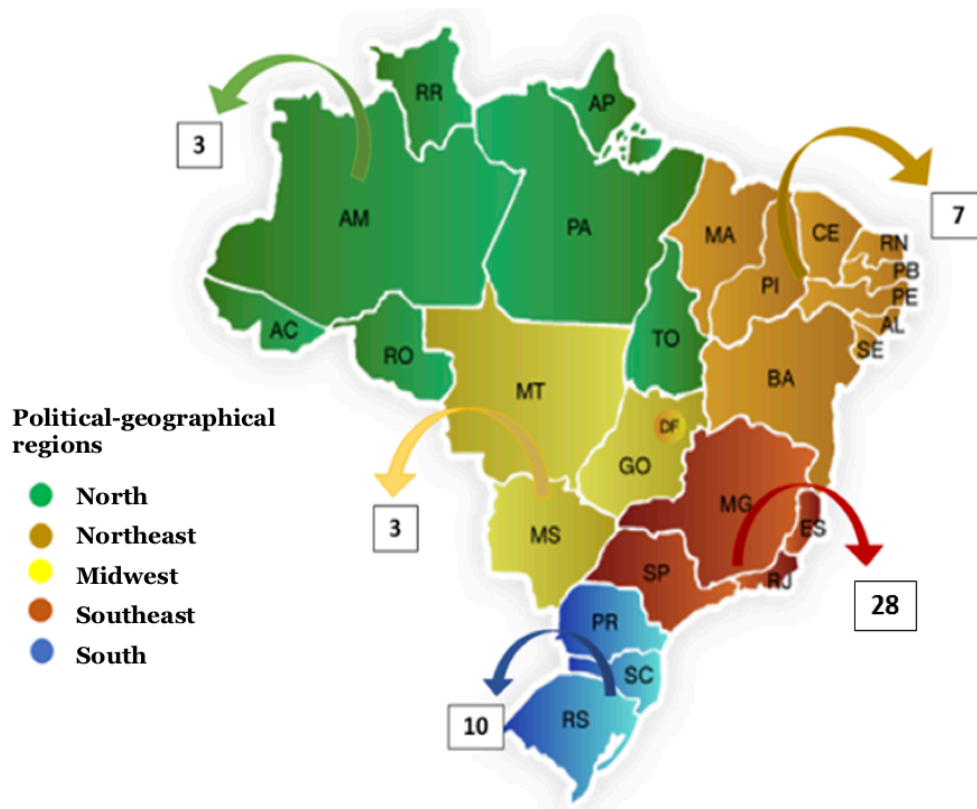 RR
AP
3
7
AM
PA
MA
CE
RN
PI
PB
PE
AC
RO
TO
AL
SE
MT
BA
Political-geographical
regions
DF
GO
North
MG
3
MS
ES
Northeast
SP
RJ
Midwest
28
Southeast
PR
South
SC
10
RS